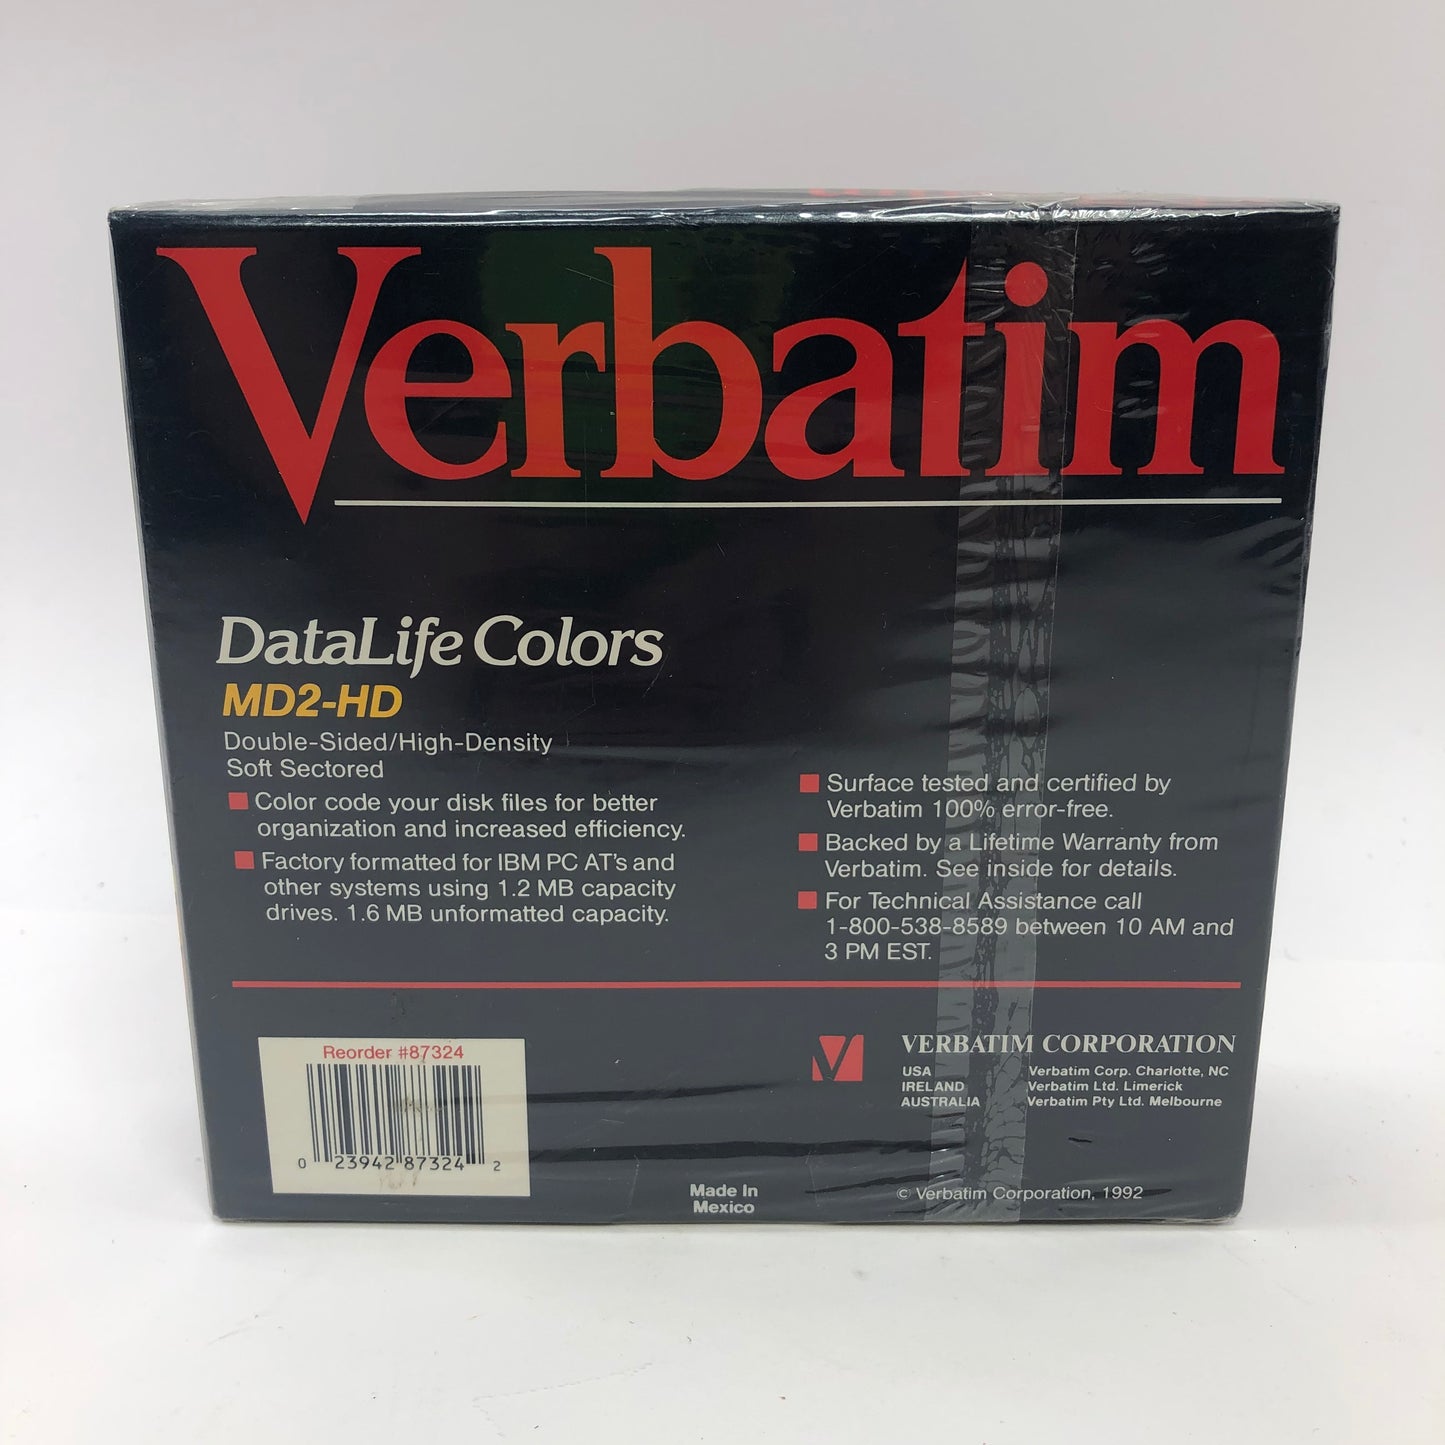 Verbatim
DataLife Colors
MD2-HD
Double-Sided/High-Density
Soft Sectored
Color code your disk files for better
organization and increased efficiency.
Factory formatted for IBM PC AT's and
other systems using 1.2 MB capacity
drives. 1.6 MB unformatted capacity.
Surface tested and certified by
Verbatim 100% error-free.
Backed by a Lifetime Warranty from
Verbatim. See inside for details.
For Technical Assistance call
1-800-538-8589 between 10 AM and
3 PM EST.
Reorder #87324
0 23942 87324 2
V VERBATIM CORPORATION
USA Verbatim Corp. Charlotte, NC
IRELAND Verbatim Ltd. Limerick
AUSTRALIA Verbatim Pty Ltd. Melbourne
Made In
Mexico
© Verbatim Corporation, 1992